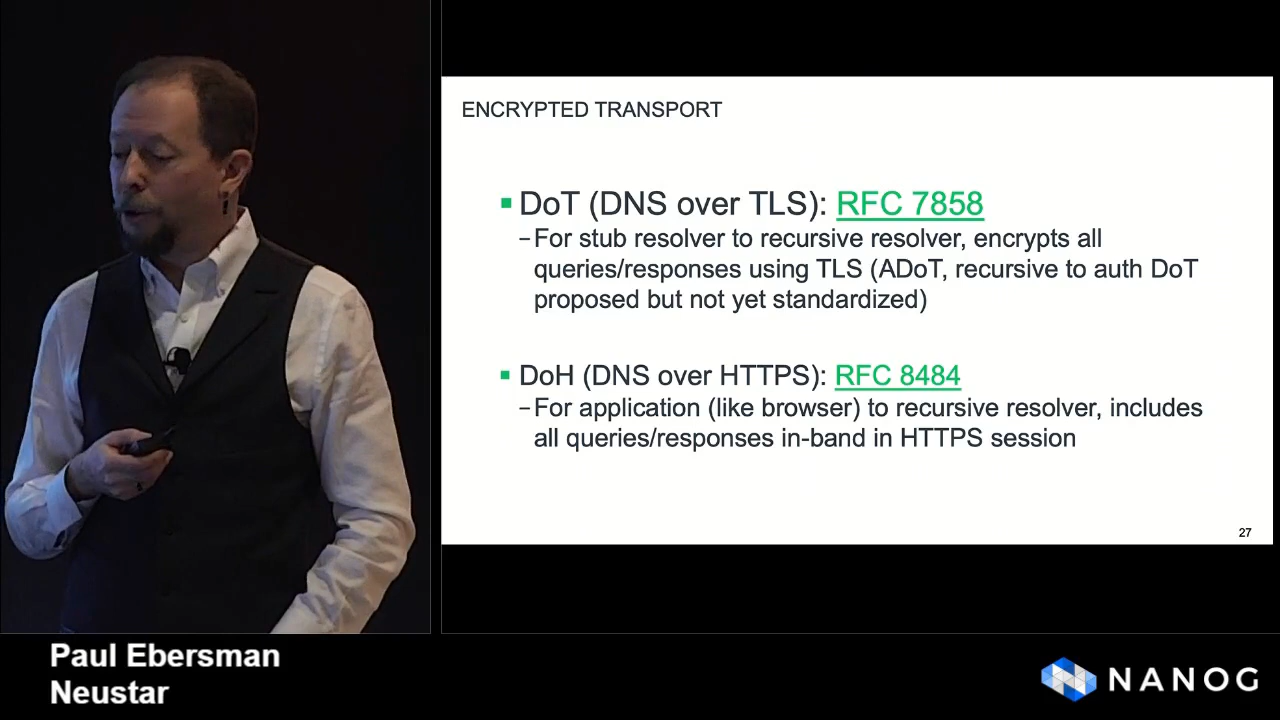 ENCRYPTED TRANSPORT
▪ DoT (DNS over TLS): RFC 7858
–For stub resolver to recursive resolver, encrypts all
queries/responses using TLS (ADoT, recursive to auth DoT
proposed but not yet standardized)
▪ DoH (DNS over HTTPS): RFC 8484
–For application (like browser) to recursive resolver, includes
all queries/responses in-band in HTTPS session
27
Paul Ebersman
Neustar
NANOG